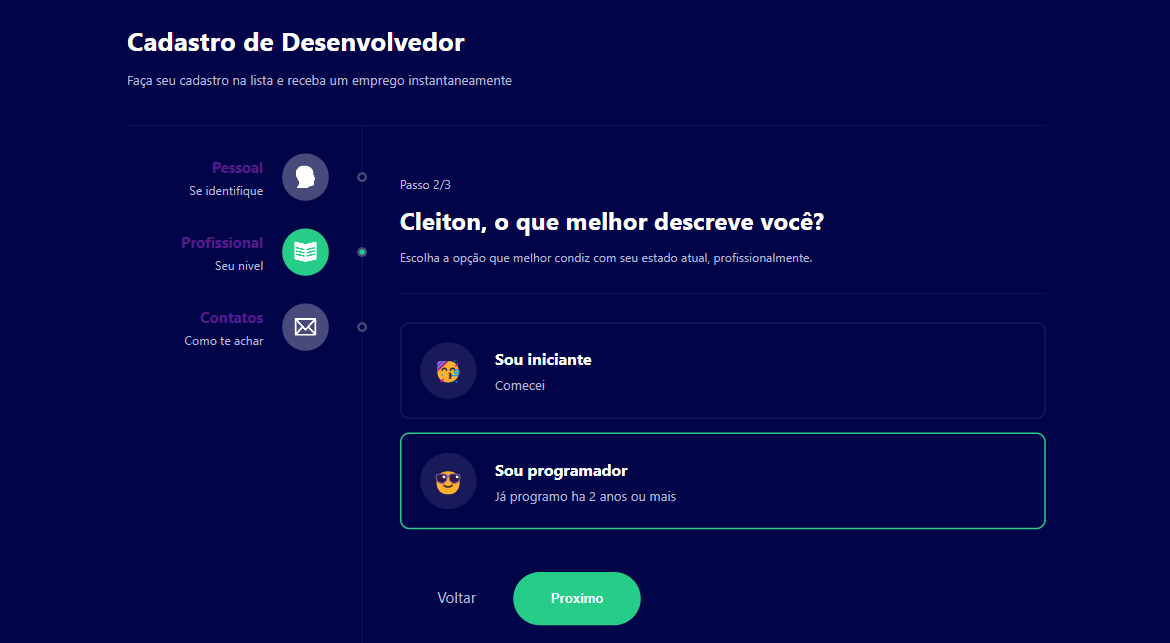 Cadastro de Desenvolvedor
Faça seu cadastro na lista e receba um emprego instantaneamente
Pessoal
Se identifique
Profissional
Seu nivel
Contatos
Como te achar
Passo 2/3
Cleiton, o que melhor descreve você?
Escolha a opção que melhor condiz com seu estado atual, profissionalmente.
Sou iniciante
Comecei
Sou programador
Já programo ha 2 anos ou mais
Voltar
Proximo